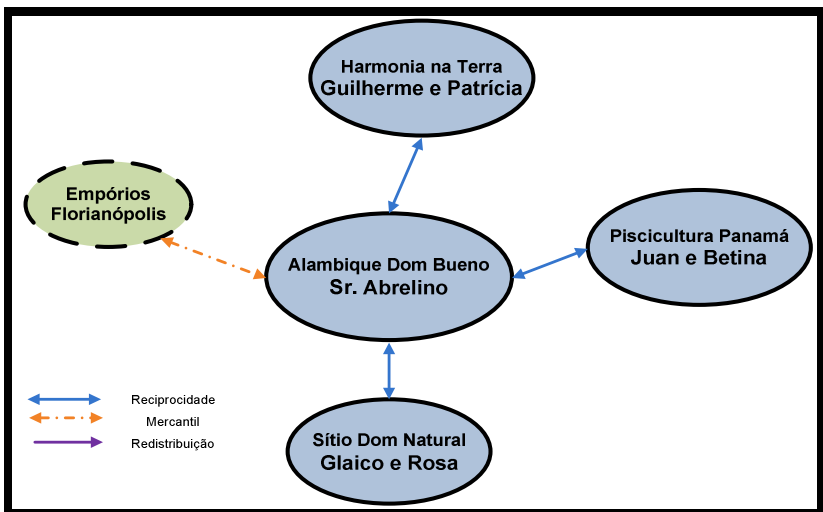 Harmonia na Terra
Guilherme e Patrícia
Empórios
Florianópolis
Piscicultura Panamá
Juan e Betina
Alambique Dom Bueno
Sr. Abrelino
Reciprocidade
Mercantil
Redistribuição
Sítio Dom Natural
Glaico e Rosa